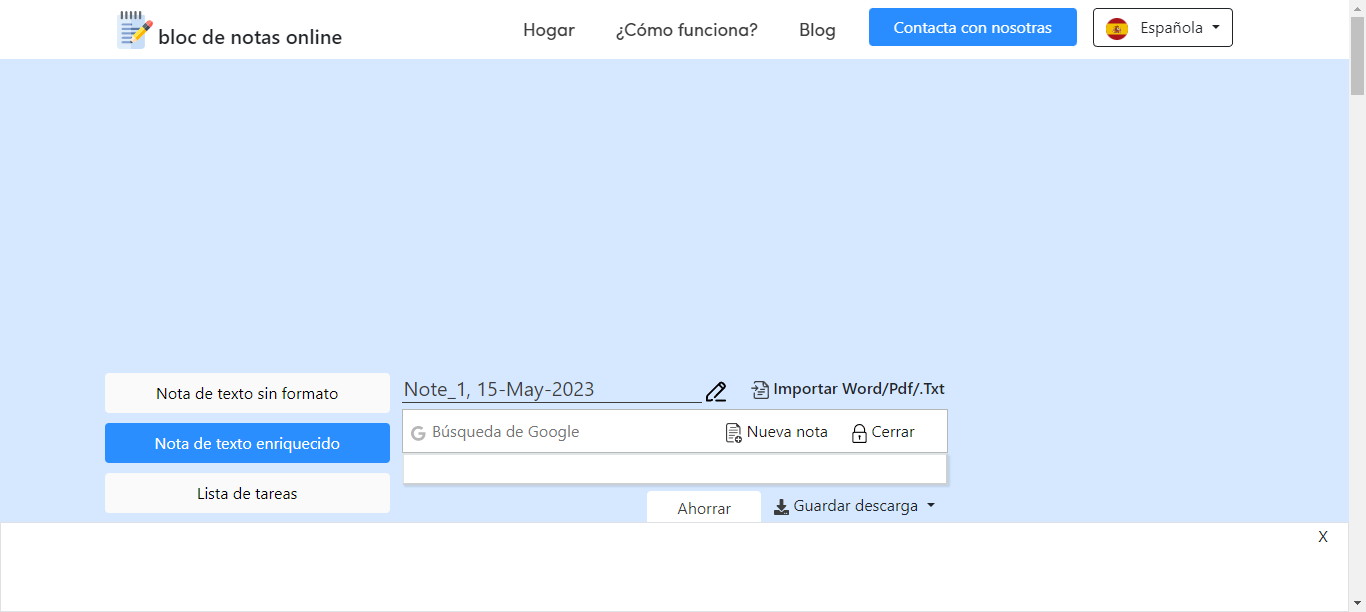 bloc de notas online
Hogar
¿Cómo funciona?
Blog
Contacta con nosotras
Española
Nota de texto sin formato
Nota de texto enriquecido
Lista de tareas
Note_1, 15-May-2023
Importar Word/Pdf/.Txt
G Búsqueda de Google
Nueva nota
Cerrar
Ahorrar
Guardar descarga
X